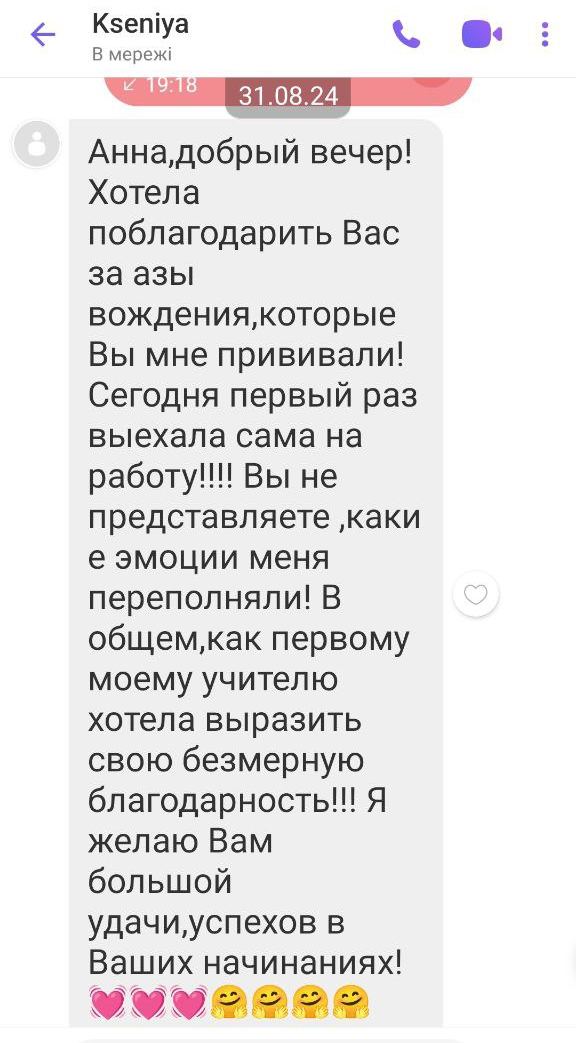 Kseniya
В мережі
19:18
31.08.24
Анна,добрый вечер!
Хотела
поблагодарить Вас
за азы
вождения,которые
Вы мне прививали!
Сегодня первый раз
выехала сама на
работу!!!! Вы не
представляете ,каки
е эмоции меня
переполняли! В
общем,как первому
моему учителю
хотела выразить
свою безмерную
благодарность!!! Я
желаю Вам
большой
удачи,успехов в
Ваших начинаниях!
💓💓💓🤗🤗🤗🤗